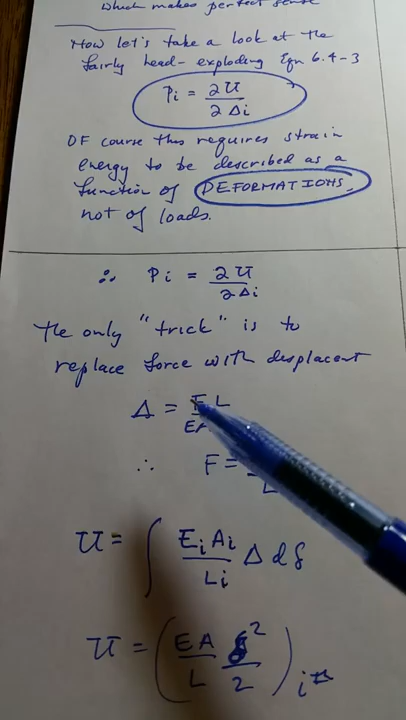 which makes perfect sense
Now let's take a look at the
fairly head-exploding Eqn 6.4-3
Pi = ∂U / ∂Δi
OF course this requires strain
energy to be described as a
function of DEFORMATIONS,
not of loads.
∴ Pi = ∂U / ∂Δi
The only "trick" is to
replace force with displacent
Δ = FL / EA
∴ F =
L
U = ∫ EiAi / Li Δ dδ
U = (EA / L δ² / 2) i